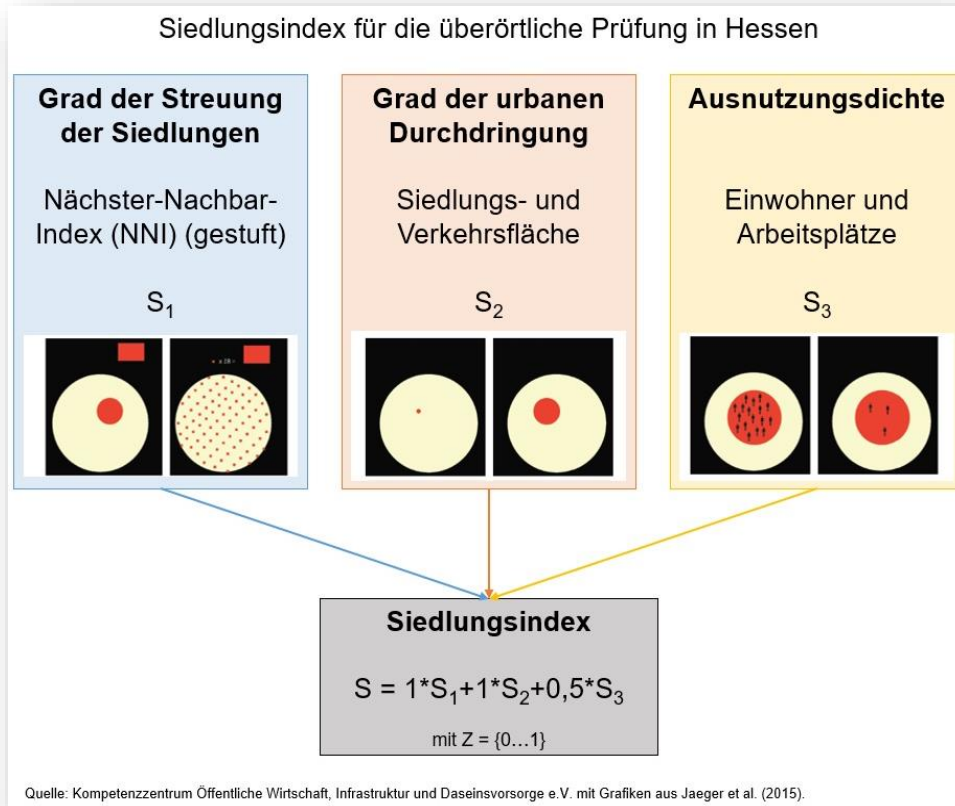 Siedlungsindex für die überörtliche Prüfung in Hessen
Grad der Streuung
der Siedlungen
Nächster-Nachbar-
Index (NNI) (gestuft)
S₁
Grad der urbanen
Durchdringung
Siedlungs- und
Verkehrsfläche
S₂
Ausnutzungsdichte
Einwohner und
Arbeitsplätze
S₃
Siedlungsindex
S = 1*S₁+1*S₂+0,5*S₃
mit Z = {0…1}
Quelle: Kompetenzzentrum Öffentliche Wirtschaft, Infrastruktur und Daseinsvorsorge e.V. mit Grafiken aus Jaeger et al. (2015).